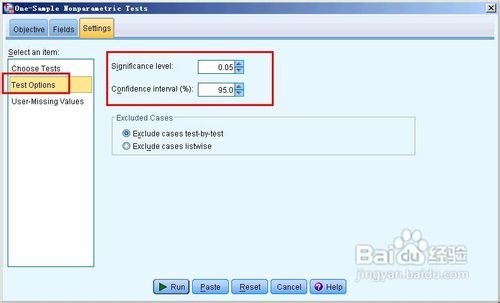 One-Sample Nonparametric Tests
Objective Fields Settings
Select an item:
Choose Tests
Test Options
User-Missing Values
Significance level: 0.05
Confidence interval (%): 95.0
Excluded Cases
Exclude cases test-by-test
Exclude cases listwise
Run Paste Reset Cancel Help
Baidu 经验
jingyan.baidu.com